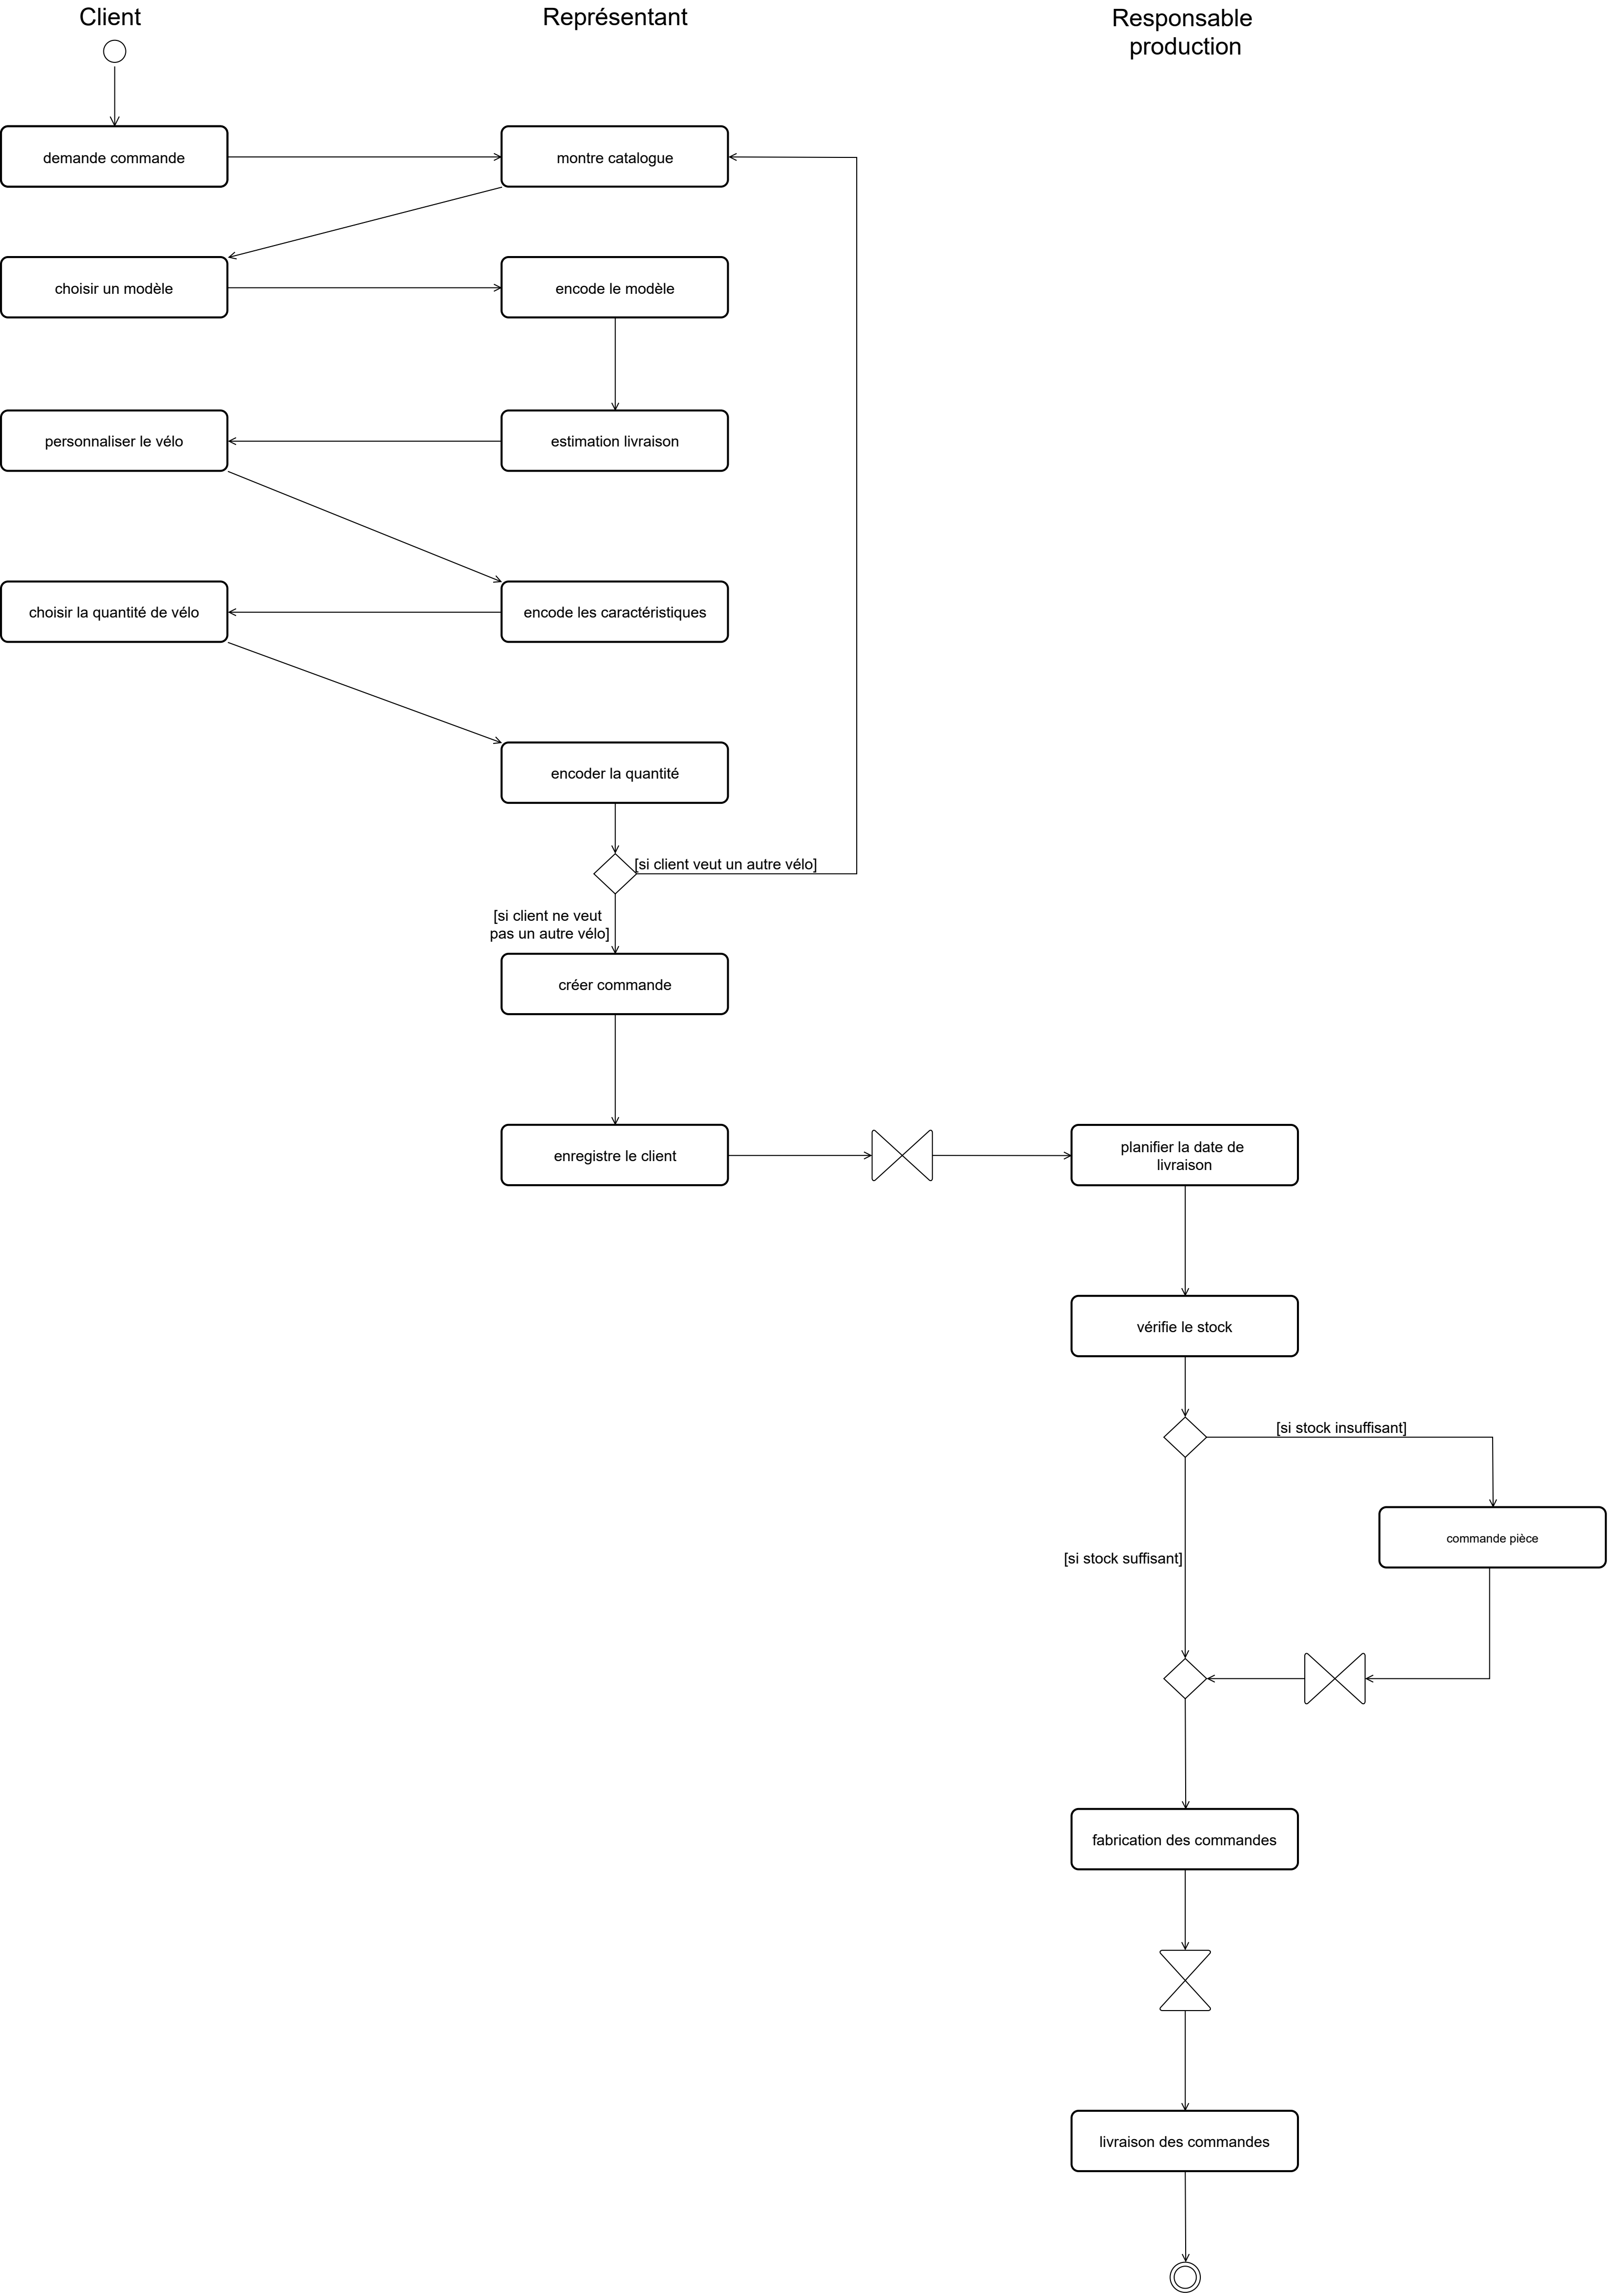 Client
Représentant
Responsable
production
demande commande
montre catalogue
choisir un modèle
encode le modèle
personnaliser le vélo
estimation livraison
choisir la quantité de vélo
encode les caractéristiques
encoder la quantité
[si client veut un autre vélo]
[si client ne veut
pas un autre vélo]
créer commande
enregistre le client
planifier la date de
livraison
vérifie le stock
[si stock insuffisant]
commande pièce
[si stock suffisant]
fabrication des commandes
livraison des commandes